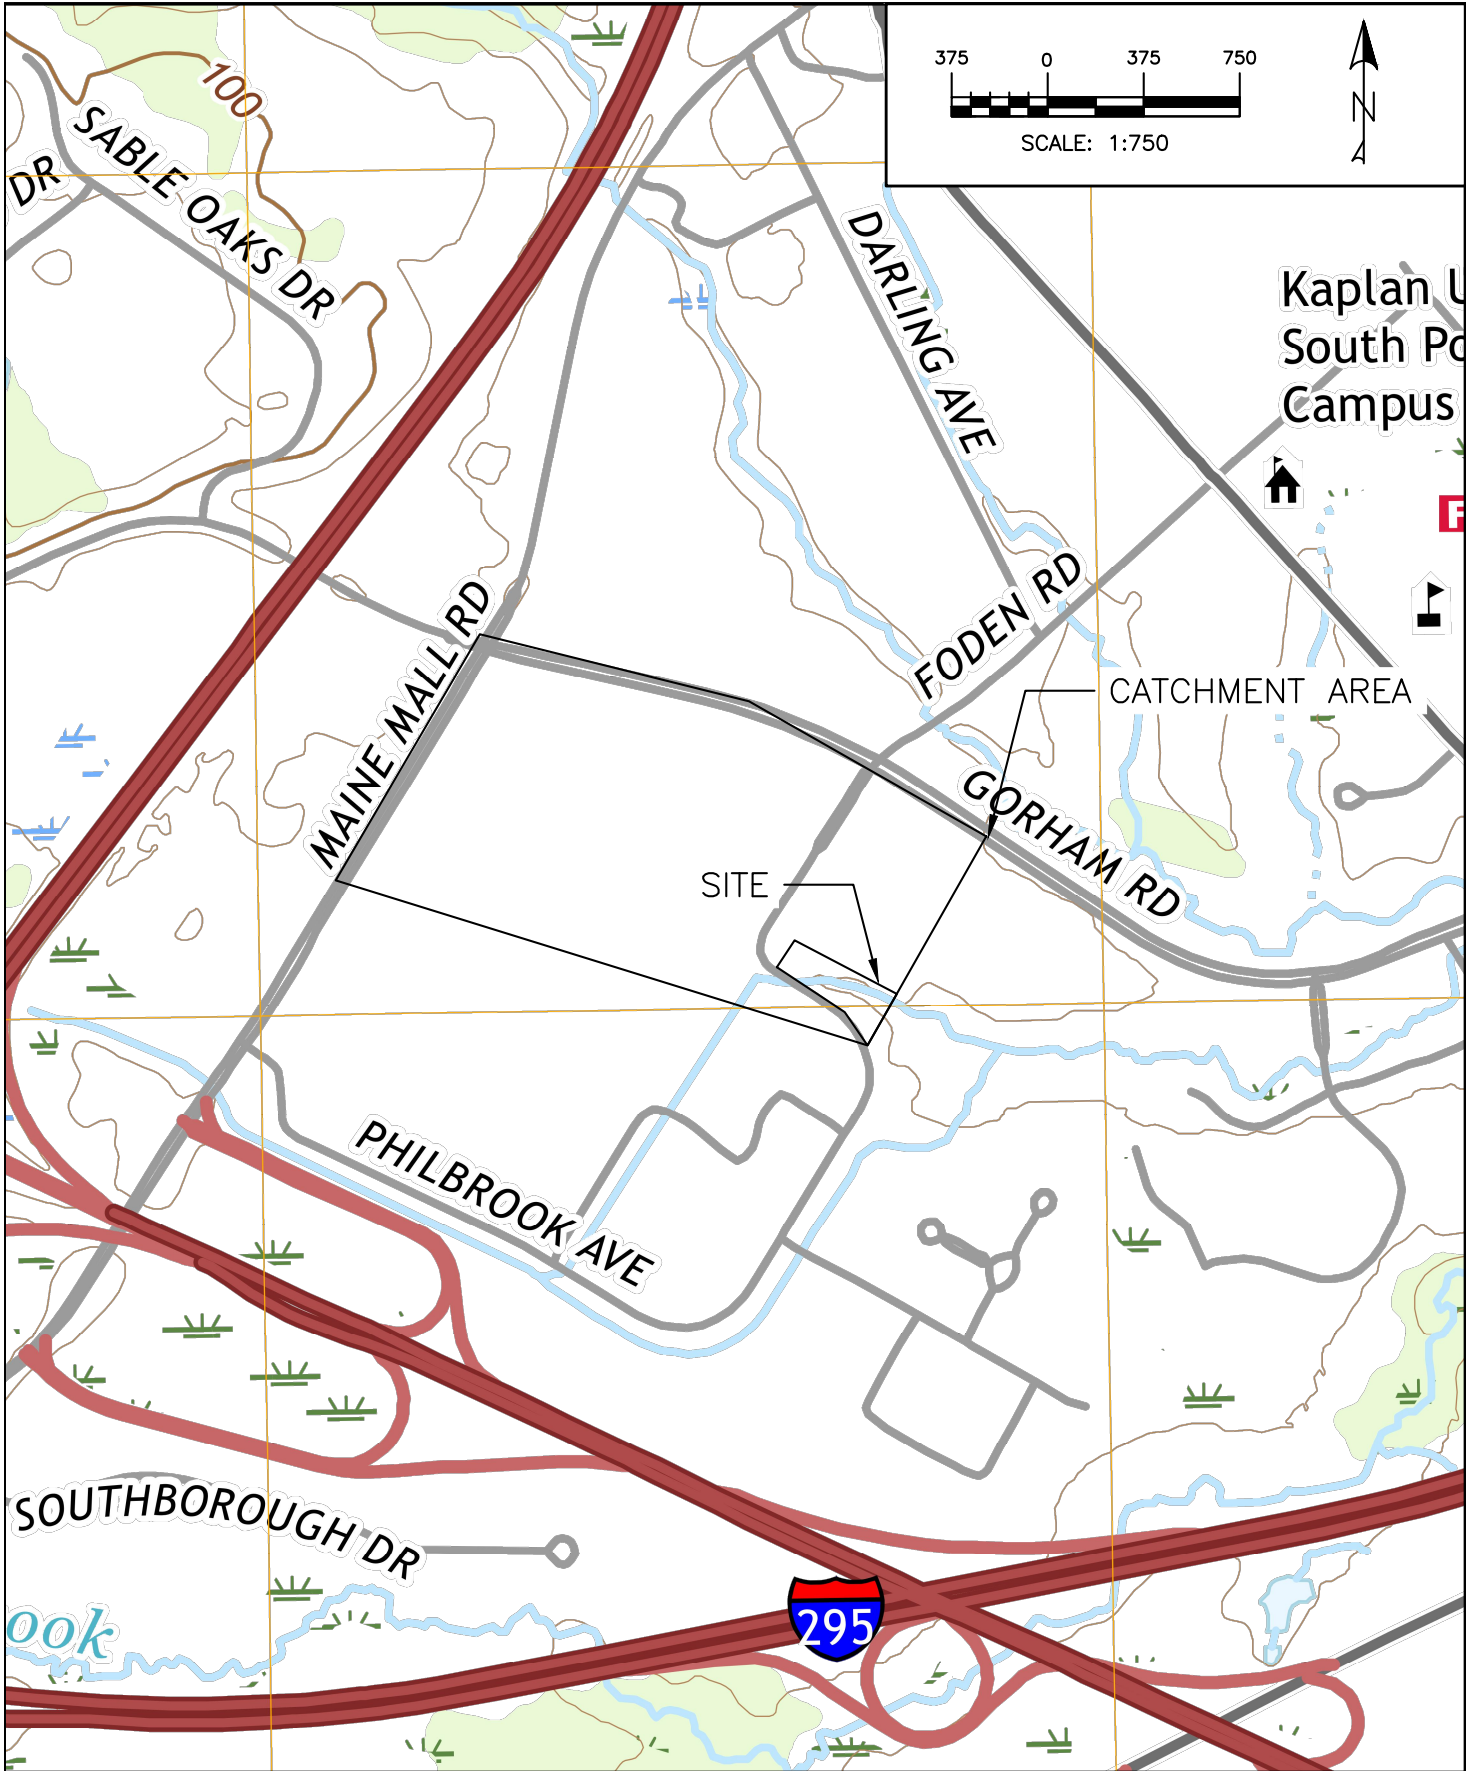 375 0 375 750
SCALE: 1:750
N
100
SABLE OAKS DR
DR
DARLING AVE
Kaplan U
South Po
Campus
F
FODEN RD
MAINE MALL RD
CATCHMENT AREA
GORHAM RD
SITE
PHILBROOK AVE
SOUTHBOROUGH DR
295
ook